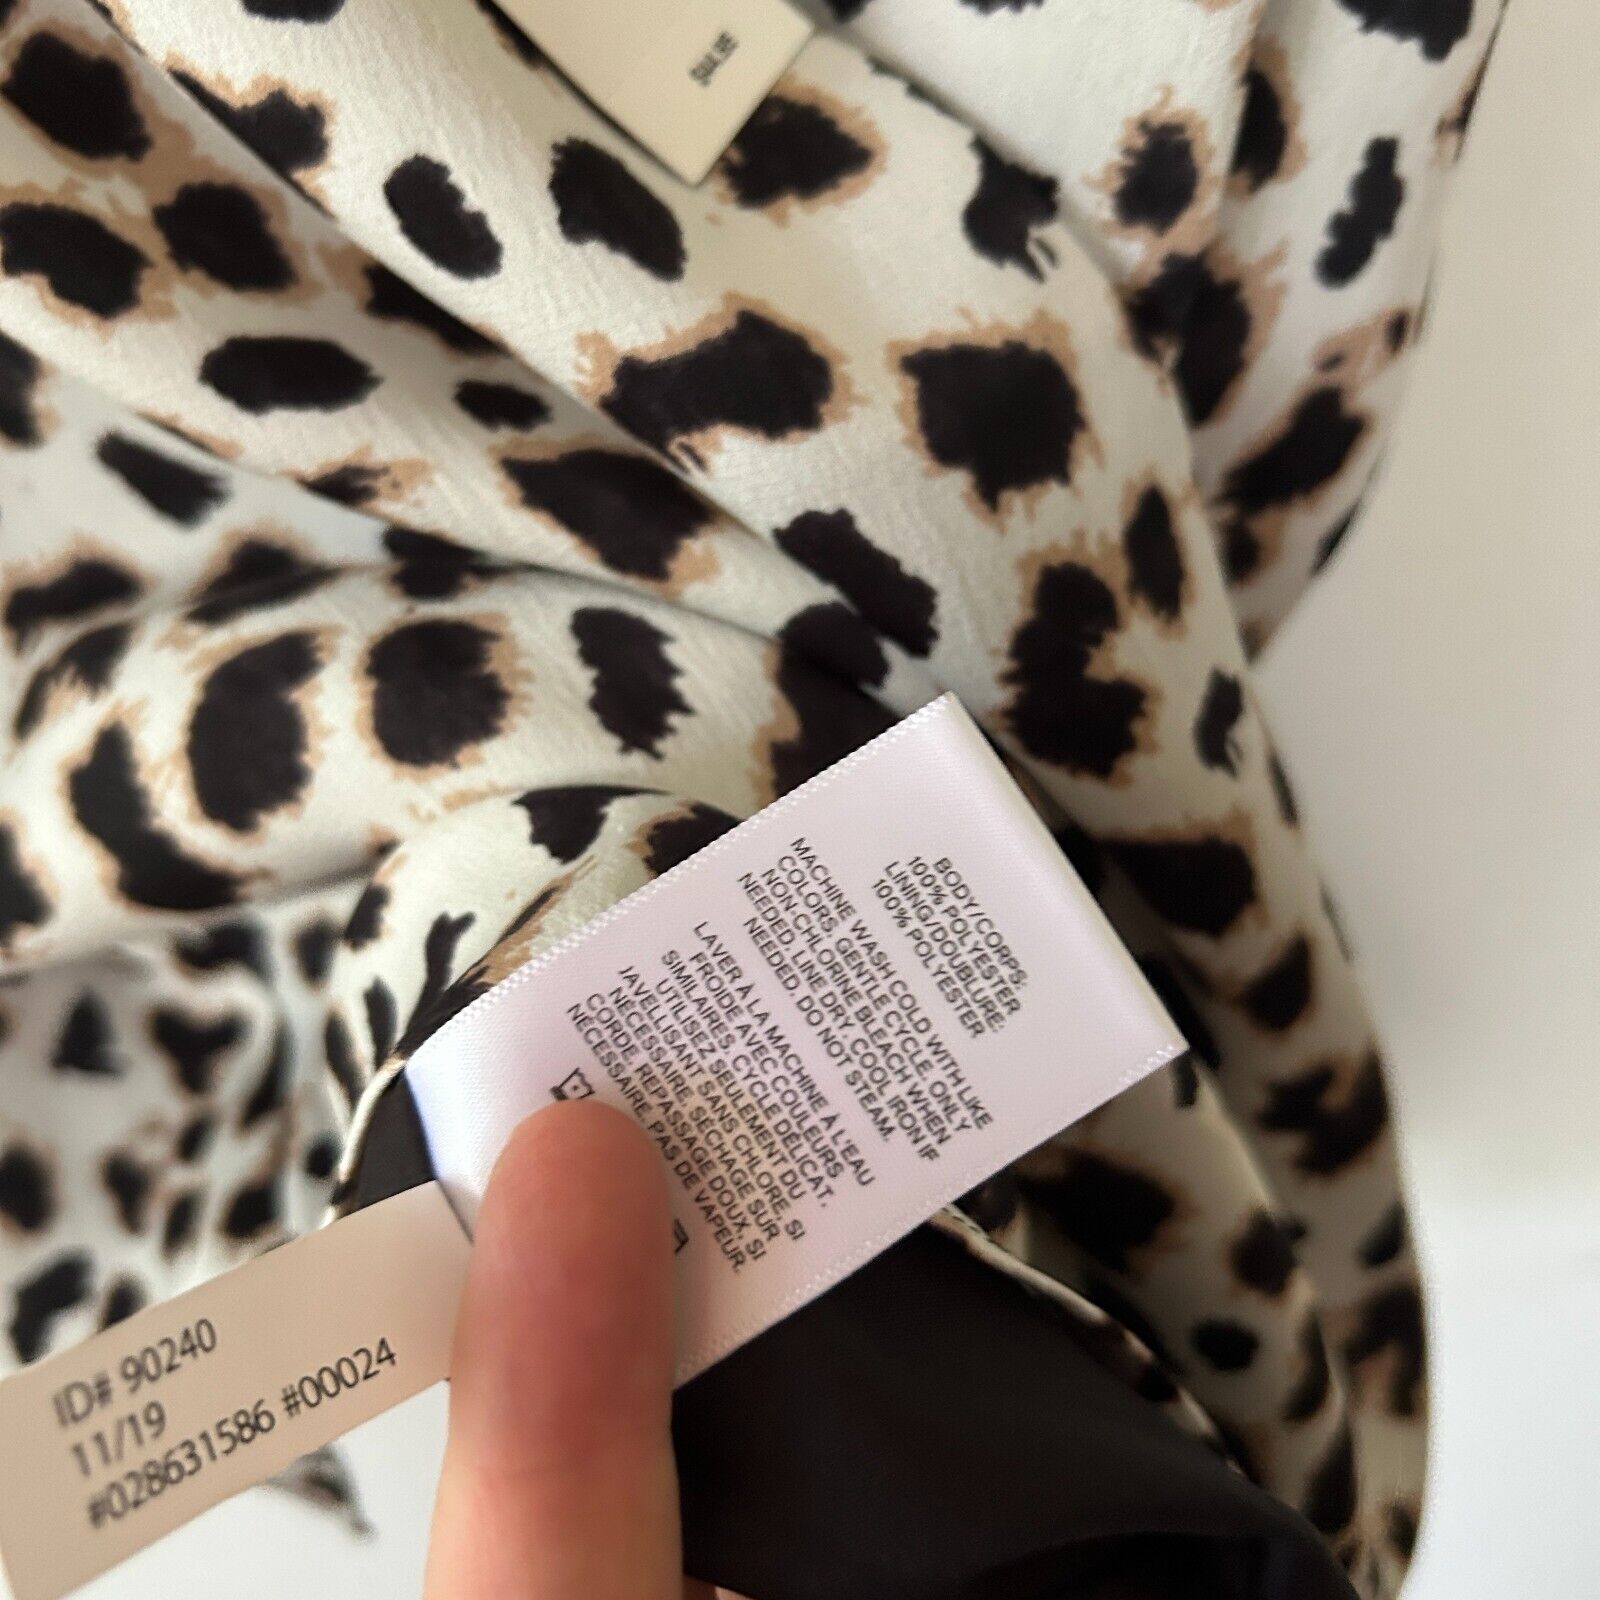 BODY/CORPS:
100% POLYESTER
LINING/DOUBLURE:
100% POLYESTER
MACHINE WASH COLD WITH LIKE
COLORS. GENTLE CYCLE. ONLY
NON-CHLORINE BLEACH WHEN
NEEDED. LINE DRY. COOL IRON IF
NEEDED. DO NOT STEAM.
LAVER À LA MACHINE À L'EAU
FROIDE AVEC COULEURS
SIMILAIRES. CYCLE DÉLICAT.
UTILISEZ SEULEMENT DU
JAVELLISANT SANS CHLORE, SI
NÉCESSAIRE. SÉCHAGE SUR
CORDE. REPASSAGE DOUX, SI
NÉCESSAIRE. PAS DE VAPEUR.
ID# 90240
11/19
#028631586 #00024